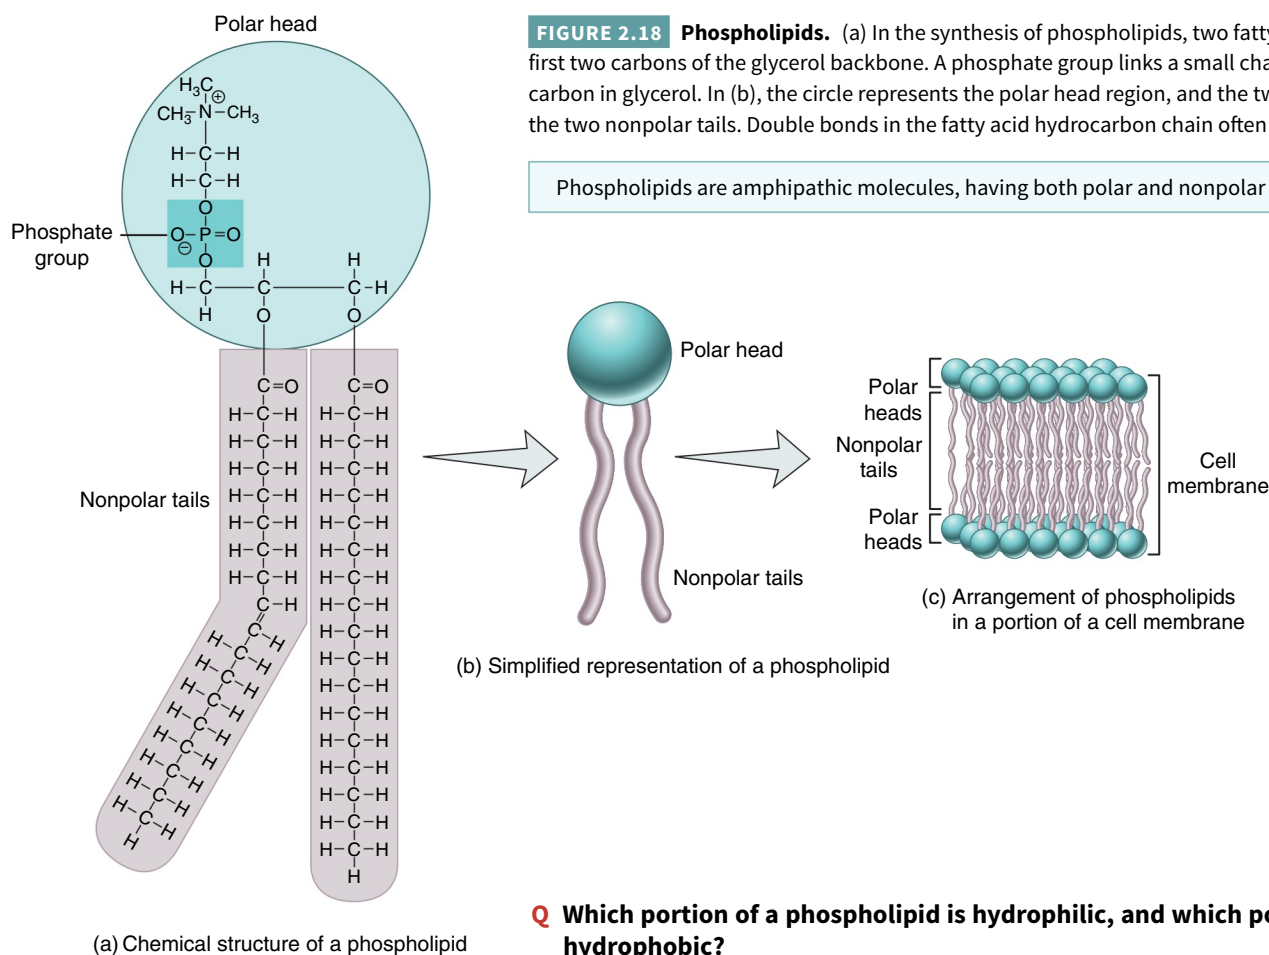 Polar head
FIGURE 2.18 Phospholipids. (a) In the synthesis of phospholipids, two fatty
first two carbons of the glycerol backbone. A phosphate group links a small cha
carbon in glycerol. In (b), the circle represents the polar head region, and the tw
the two nonpolar tails. Double bonds in the fatty acid hydrocarbon chain often
Phospholipids are amphipathic molecules, having both polar and nonpolar
H₃C ⊕
CH₃–N–CH₃
H–C–H
H–C–H
O
O–P=O
⊖
O
H H
H–C C C–H
H O O
Phosphate
group
C=O C=O
H–C–H H–C–H
H–C–H H–C–H
H–C–H H–C–H
H–C–H H–C–H
H–C–H H–C–H
H–C–H H–C–H
H–C–H H–C–H
C–H H–C–H
H C H H–C–H
H C H H–C–H
H C H H–C–H
H C H H–C–H
H C H H–C–H
H C H H–C–H
H C H H–C–H
H C H H–C–H
H C H H–C–H
H H
Nonpolar tails
(a) Chemical structure of a phospholipid
Polar head
Nonpolar tails
(b) Simplified representation of a phospholipid
Polar
heads
Nonpolar
tails
Polar
heads
Cell
membrane
(c) Arrangement of phospholipids
in a portion of a cell membrane
Q Which portion of a phospholipid is hydrophilic, and which po
hydrophobic?